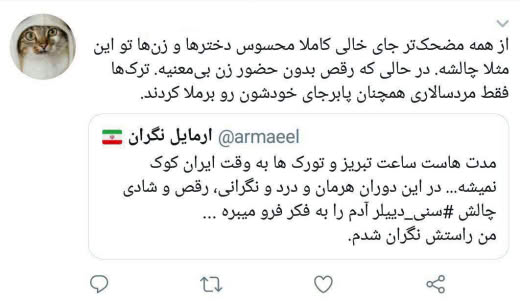 از همه مضحک‌تر جای خالی کاملا محسوس دخترها و زن‌ها تو این
مثلا چالشه. در حالی که رقص بدون حضور زن بی‌معنیه. ترک‌ها
فقط مردسالاری همچنان پابرجای خودشون رو برملا کردند.
ارمایل نگران @armaeel
مدت هاست ساعت تبریز و تورک ها به وقت ایران کوک
نمیشه... در این دوران هرمان و درد و نگرانی، رقص و شادی
چالش #سنی_دییلر آدم را به فکر فرو میبره ...
من راستش نگران شدم.